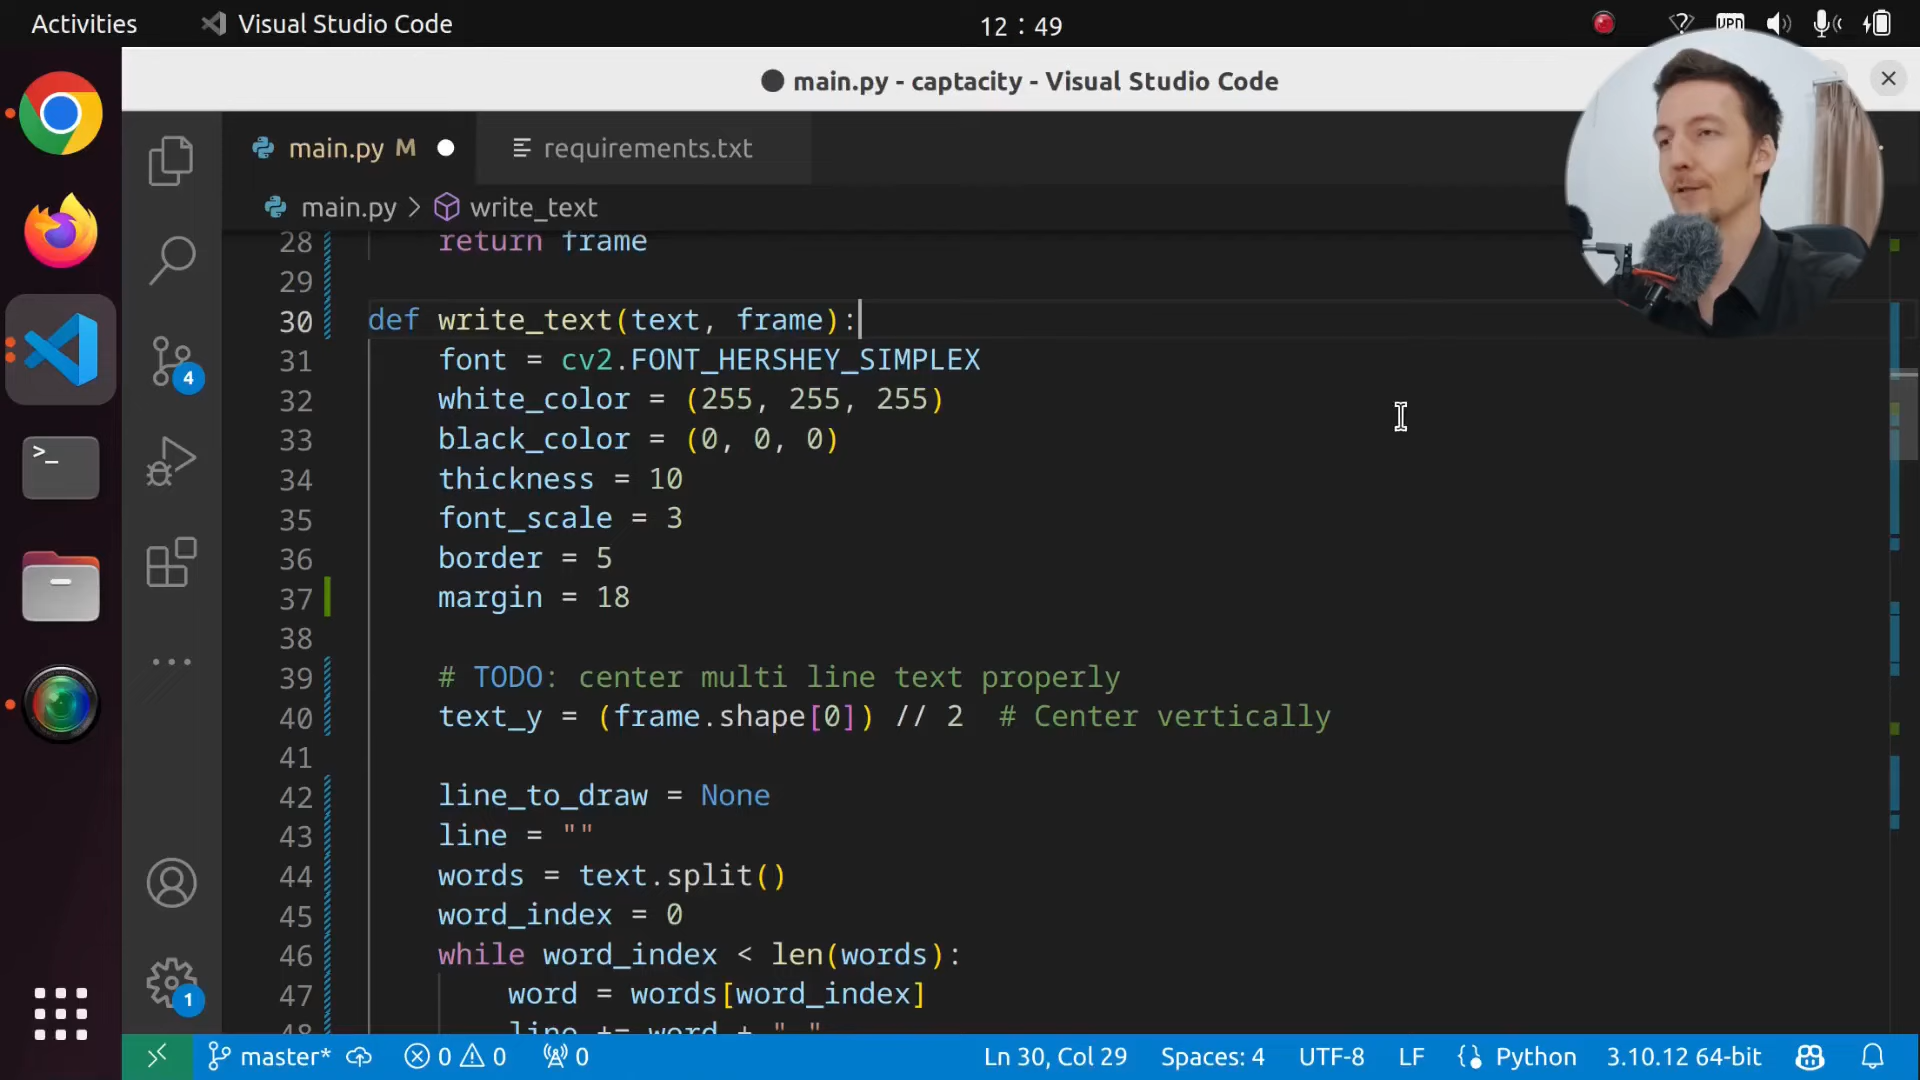 Activities
Visual Studio Code
12 : 49
VPN
main.py - captacity - Visual Studio Code
main.py M
requirements.txt
main.py > write_text
28 return frame
29
30 def write_text(text, frame):
31 font = cv2.FONT_HERSHEY_SIMPLEX
32 white_color = (255, 255, 255)
33 black_color = (0, 0, 0)
34 thickness = 10
35 font_scale = 3
36 border = 5
37 margin = 18
38
39 # TODO: center multi line text properly
40 text_y = (frame.shape[0]) // 2 # Center vertically
41
42 line_to_draw = None
43 line = ""
44 words = text.split()
45 word_index = 0
46 while word_index < len(words):
47 word = words[word_index]
48 line += word + " "
4
1
>_
master*
0 0
0
Ln 30, Col 29
Spaces: 4
UTF-8
LF
Python
3.10.12 64-bit